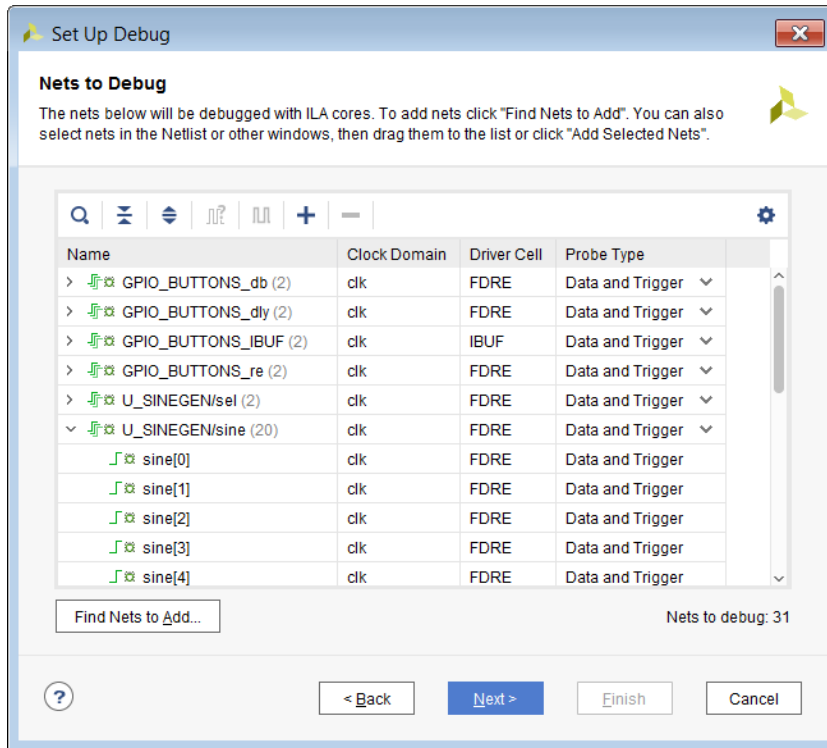 Set Up Debug
Nets to Debug
The nets below will be debugged with ILA cores. To add nets click "Find Nets to Add". You can also
select nets in the Netlist or other windows, then drag them to the list or click "Add Selected Nets".
Name Clock Domain Driver Cell Probe Type
GPIO_BUTTONS_db (2) clk FDRE Data and Trigger
GPIO_BUTTONS_dly (2) clk FDRE Data and Trigger
GPIO_BUTTONS_IBUF (2) clk IBUF Data and Trigger
GPIO_BUTTONS_re (2) clk FDRE Data and Trigger
U_SINEGEN/sel (2) clk FDRE Data and Trigger
U_SINEGEN/sine (20) clk FDRE Data and Trigger
sine[0] clk FDRE Data and Trigger
sine[1] clk FDRE Data and Trigger
sine[2] clk FDRE Data and Trigger
sine[3] clk FDRE Data and Trigger
sine[4] clk FDRE Data and Trigger
Find Nets to Add... Nets to debug: 31
? < Back Next > Finish Cancel